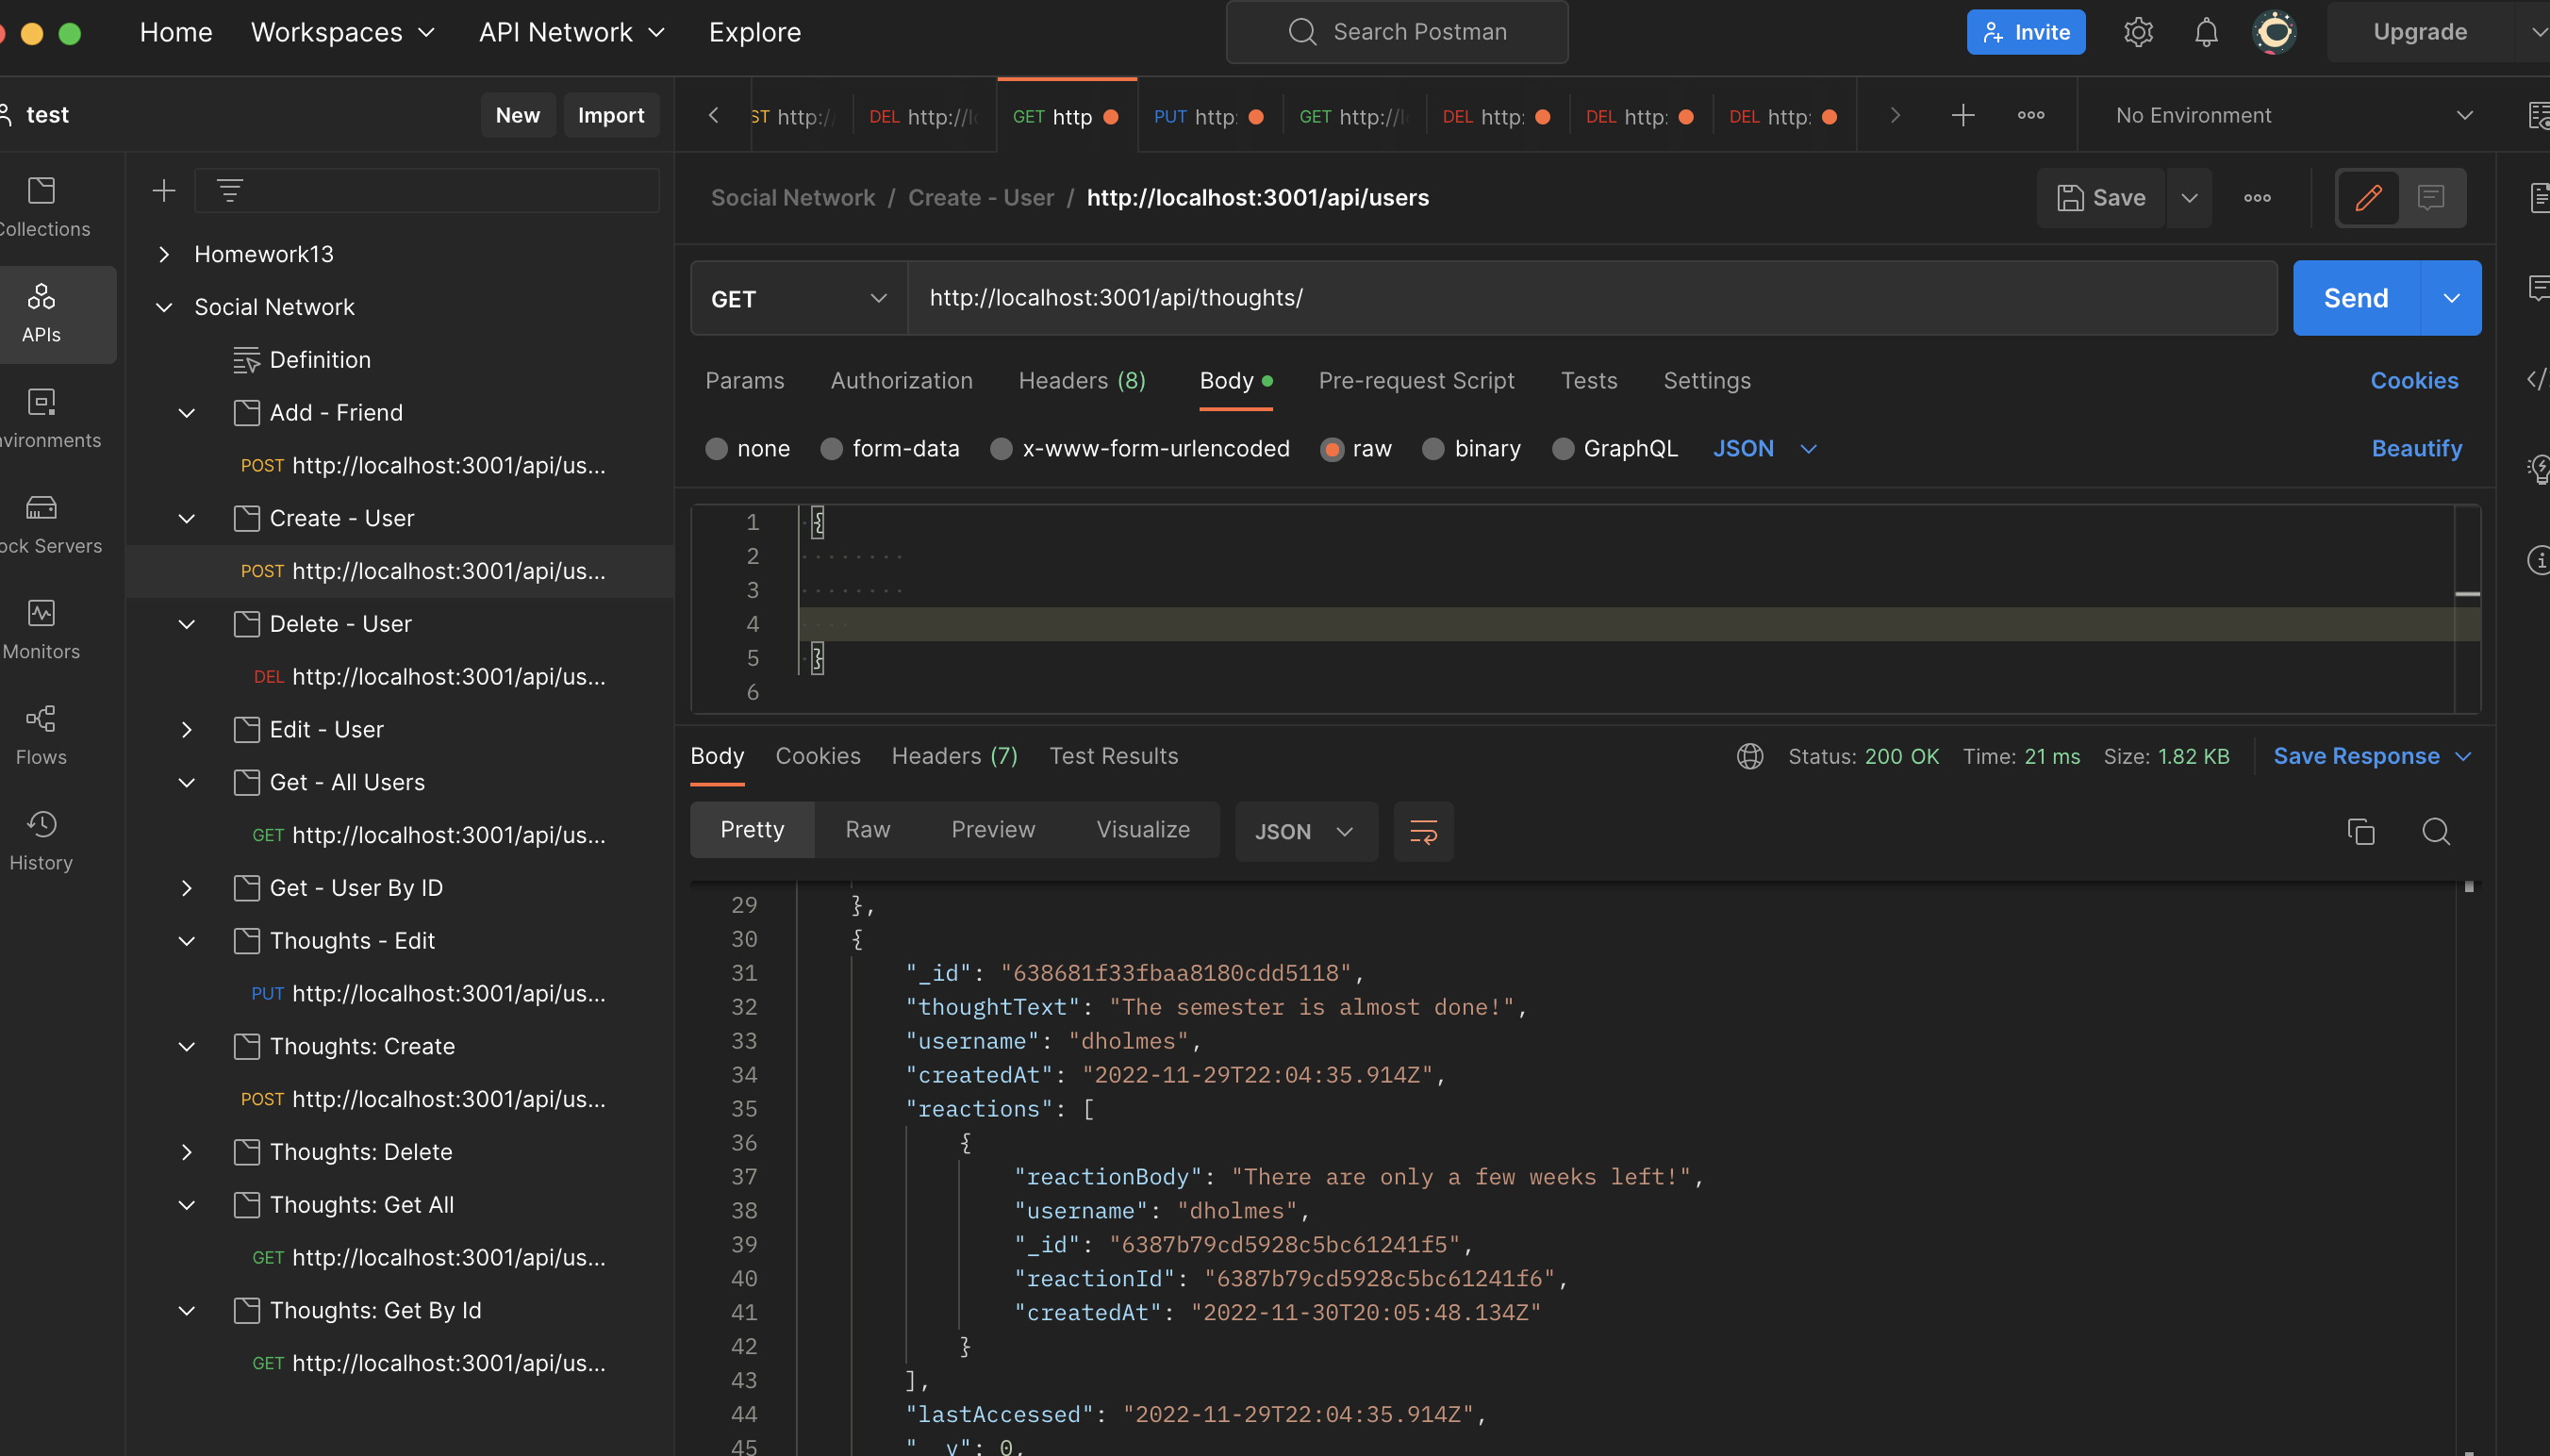 Home Workspaces API Network Explore Search Postman Invite Upgrade
test New Import
ST http:/ DEL http://l GET http PUT http: GET http://l DEL http: DEL http: DEL http: No Environment
Collections
APIs
nvironments
ock Servers
Monitors
Flows
History
Homework13
Social Network
Definition
Add - Friend
POST http://localhost:3001/api/us...
Create - User
POST http://localhost:3001/api/us...
Delete - User
DEL http://localhost:3001/api/us...
Edit - User
Get - All Users
GET http://localhost:3001/api/us...
Get - User By ID
Thoughts - Edit
PUT http://localhost:3001/api/us...
Thoughts: Create
POST http://localhost:3001/api/us...
Thoughts: Delete
Thoughts: Get All
GET http://localhost:3001/api/us...
Thoughts: Get By Id
GET http://localhost:3001/api/us...
Social Network / Create - User / http://localhost:3001/api/users Save
GET http://localhost:3001/api/thoughts/ Send
Params Authorization Headers (8) Body Pre-request Script Tests Settings Cookies
none form-data x-www-form-urlencoded raw binary GraphQL JSON Beautify
1 {
2
3
4
5 }
6
Body Cookies Headers (7) Test Results Status: 200 OK Time: 21 ms Size: 1.82 KB Save Response
Pretty Raw Preview Visualize JSON
29 },
30 {
31 "_id": "638681f33fbaa8180cdd5118",
32 "thoughtText": "The semester is almost done!",
33 "username": "dholmes",
34 "createdAt": "2022-11-29T22:04:35.914Z",
35 "reactions": [
36 {
37 "reactionBody": "There are only a few weeks left!",
38 "username": "dholmes",
39 "_id": "6387b79cd5928c5bc61241f5",
40 "reactionId": "6387b79cd5928c5bc61241f6",
41 "createdAt": "2022-11-30T20:05:48.134Z"
42 }
43 ],
44 "lastAccessed": "2022-11-29T22:04:35.914Z",
45 "__v": 0,